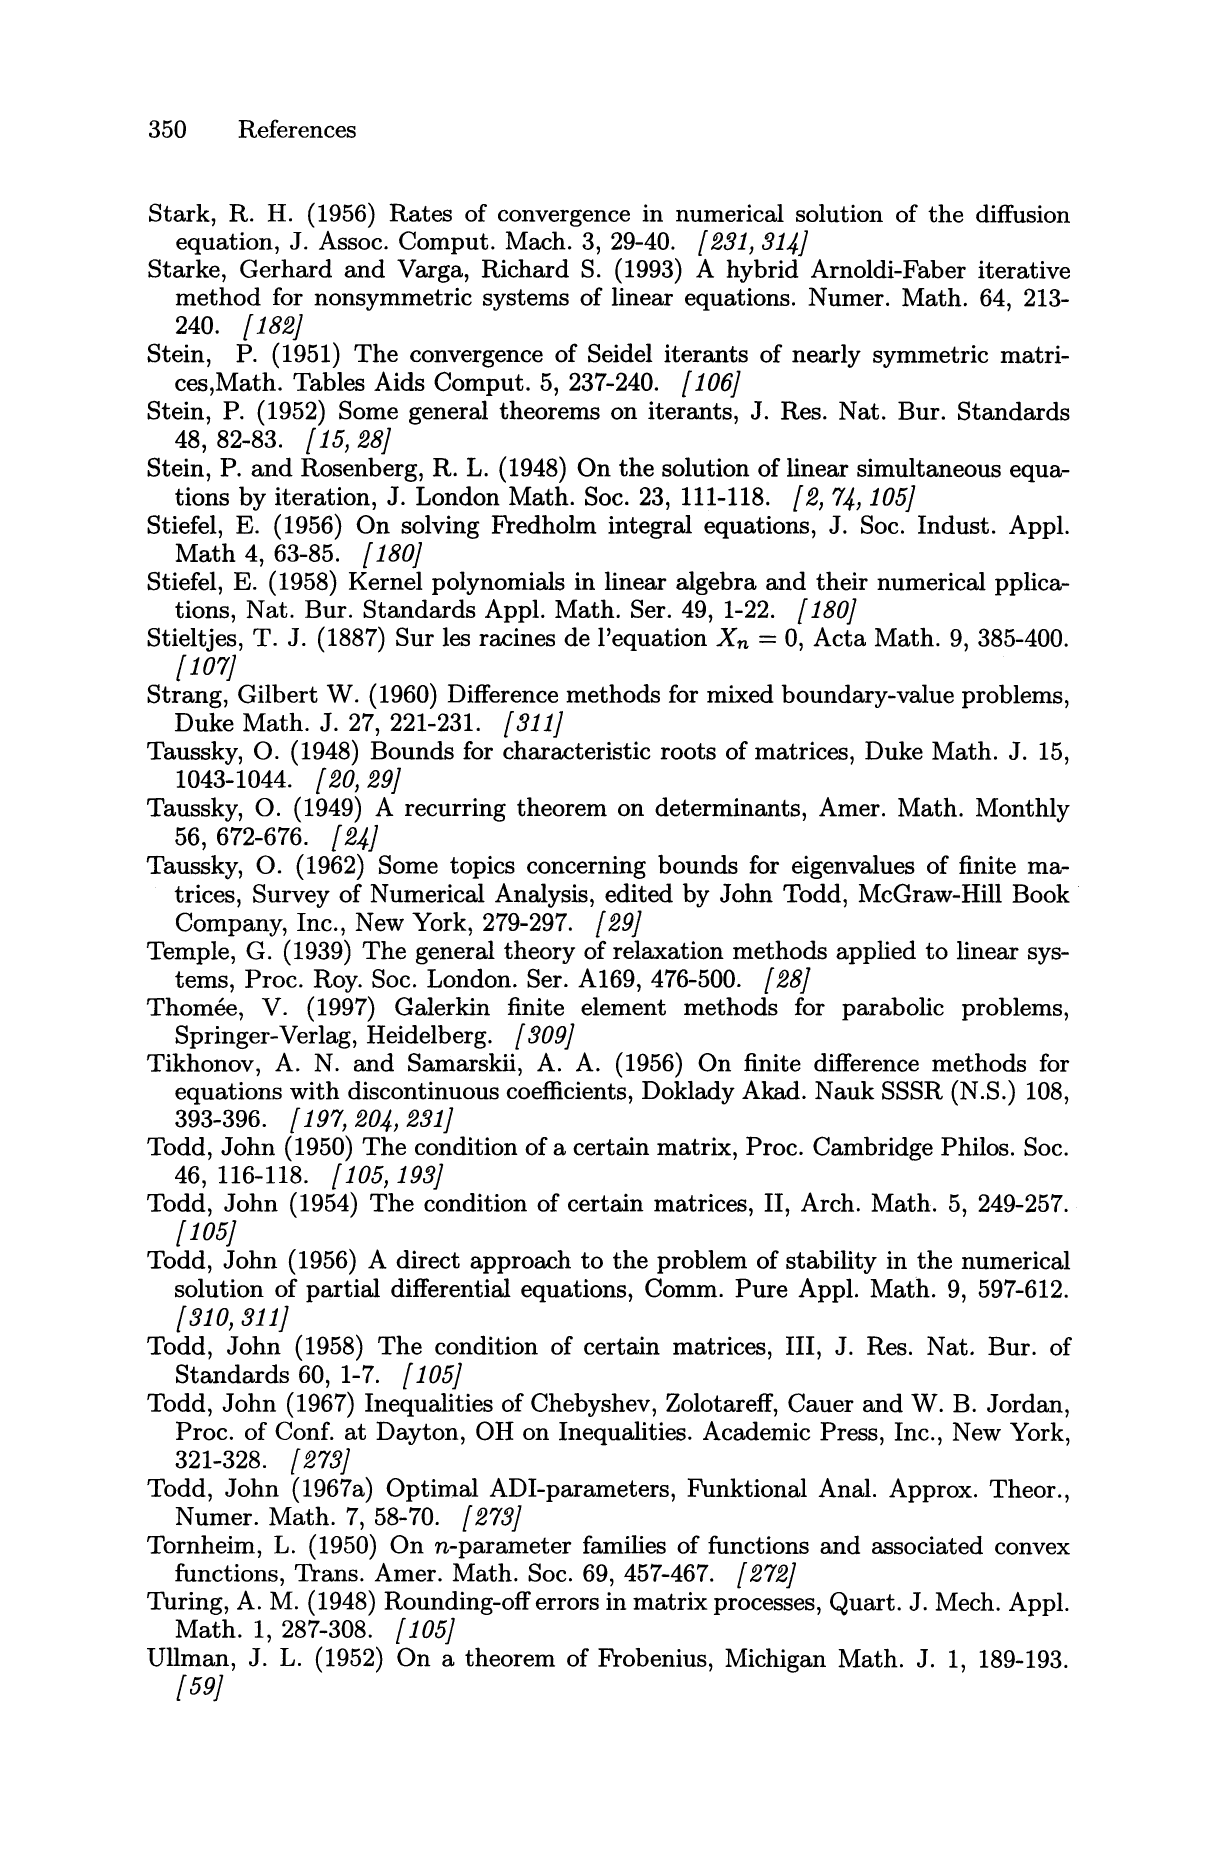 350 References
Stark, R. H. (1956) Rates of convergence in numerical solution of the diffusion
equation, J. Assoc. Comput. Mach. 3, 29-40. [231, 314]
Starke, Gerhard and Varga, Richard S. (1993) A hybrid Arnoldi-Faber iterative
method for nonsymmetric systems of linear equations. Numer. Math. 64, 213-
240. [182]
Stein, P. (1951) The convergence of Seidel iterants of nearly symmetric matri-
ces,Math. Tables Aids Comput. 5, 237-240. [106]
Stein, P. (1952) Some general theorems on iterants, J. Res. Nat. Bur. Standards
48, 82-83. [15, 28]
Stein, P. and Rosenberg, R. L. (1948) On the solution of linear simultaneous equa-
tions by iteration, J. London Math. Soc. 23, 111-118. [2, 74, 105]
Stiefel, E. (1956) On solving Fredholm integral equations, J. Soc. Indust. Appl.
Math 4, 63-85. [180]
Stiefel, E. (1958) Kernel polynomials in linear algebra and their numerical pplica-
tions, Nat. Bur. Standards Appl. Math. Ser. 49, 1-22. [180]
Stieltjes, T. J. (1887) Sur les racines de l'equation Xn = 0, Acta Math. 9, 385-400.
[107]
Strang, Gilbert W. (1960) Difference methods for mixed boundary-value problems,
Duke Math. J. 27, 221-231. [311]
Taussky, O. (1948) Bounds for characteristic roots of matrices, Duke Math. J. 15,
1043-1044. [20, 29]
Taussky, O. (1949) A recurring theorem on determinants, Amer. Math. Monthly
56, 672-676. [24]
Taussky, O. (1962) Some topics concerning bounds for eigenvalues of finite ma-
trices, Survey of Numerical Analysis, edited by John Todd, McGraw-Hill Book
Company, Inc., New York, 279-297. [29]
Temple, G. (1939) The general theory of relaxation methods applied to linear sys-
tems, Proc. Roy. Soc. London. Ser. A169, 476-500. [28]
Thomée, V. (1997) Galerkin finite element methods for parabolic problems,
Springer-Verlag, Heidelberg. [309]
Tikhonov, A. N. and Samarskii, A. A. (1956) On finite difference methods for
equations with discontinuous coefficients, Doklady Akad. Nauk SSSR (N.S.) 108,
393-396. [197, 204, 231]
Todd, John (1950) The condition of a certain matrix, Proc. Cambridge Philos. Soc.
46, 116-118. [105, 193]
Todd, John (1954) The condition of certain matrices, II, Arch. Math. 5, 249-257.
[105]
Todd, John (1956) A direct approach to the problem of stability in the numerical
solution of partial differential equations, Comm. Pure Appl. Math. 9, 597-612.
[310, 311]
Todd, John (1958) The condition of certain matrices, III, J. Res. Nat. Bur. of
Standards 60, 1-7. [105]
Todd, John (1967) Inequalities of Chebyshev, Zolotareff, Cauer and W. B. Jordan,
Proc. of Conf. at Dayton, OH on Inequalities. Academic Press, Inc., New York,
321-328. [273]
Todd, John (1967a) Optimal ADI-parameters, Funktional Anal. Approx. Theor.,
Numer. Math. 7, 58-70. [273]
Tornheim, L. (1950) On n-parameter families of functions and associated convex
functions, Trans. Amer. Math. Soc. 69, 457-467. [272]
Turing, A. M. (1948) Rounding-off errors in matrix processes, Quart. J. Mech. Appl.
Math. 1, 287-308. [105]
Ullman, J. L. (1952) On a theorem of Frobenius, Michigan Math. J. 1, 189-193.
[59]